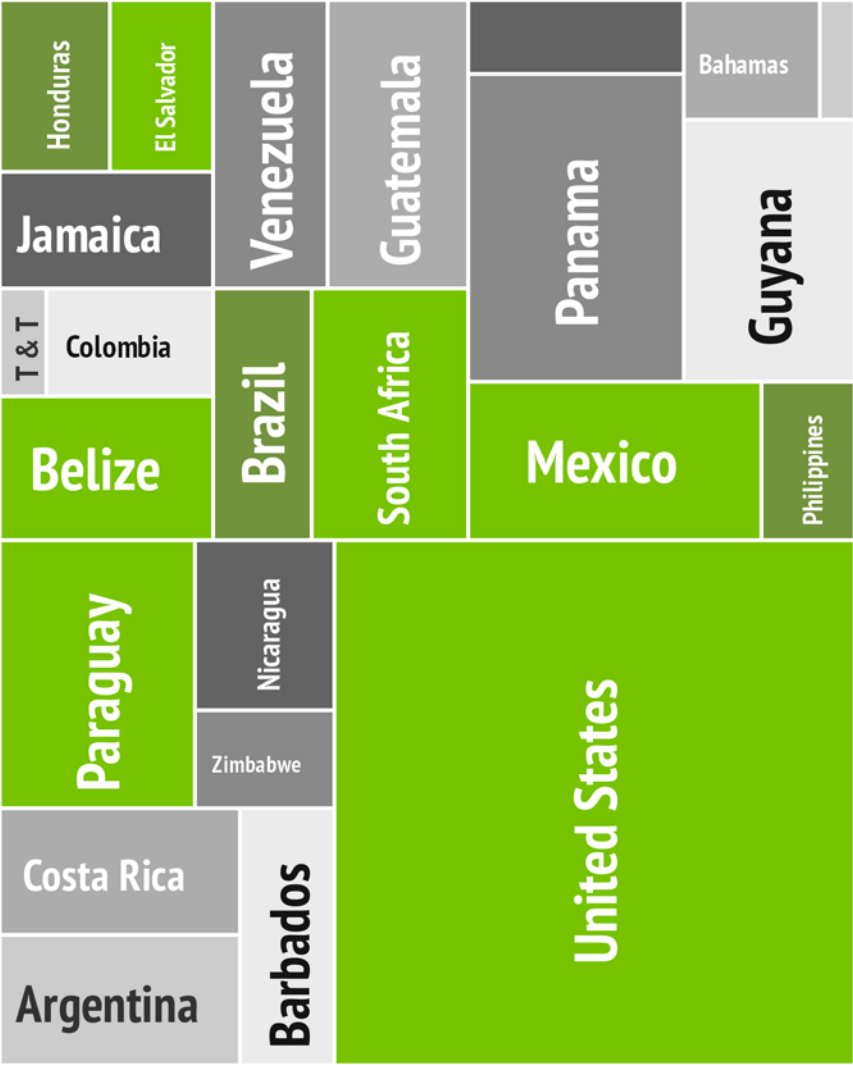 Honduras
El Salvador
Venezuela
Guatemala
Bahamas
Jamaica
Panama
Guyana
T & T
Colombia
Brazil
South Africa
Belize
Mexico
Philippines
Paraguay
Nicaragua
Zimbabwe
United States
Costa Rica
Barbados
Argentina